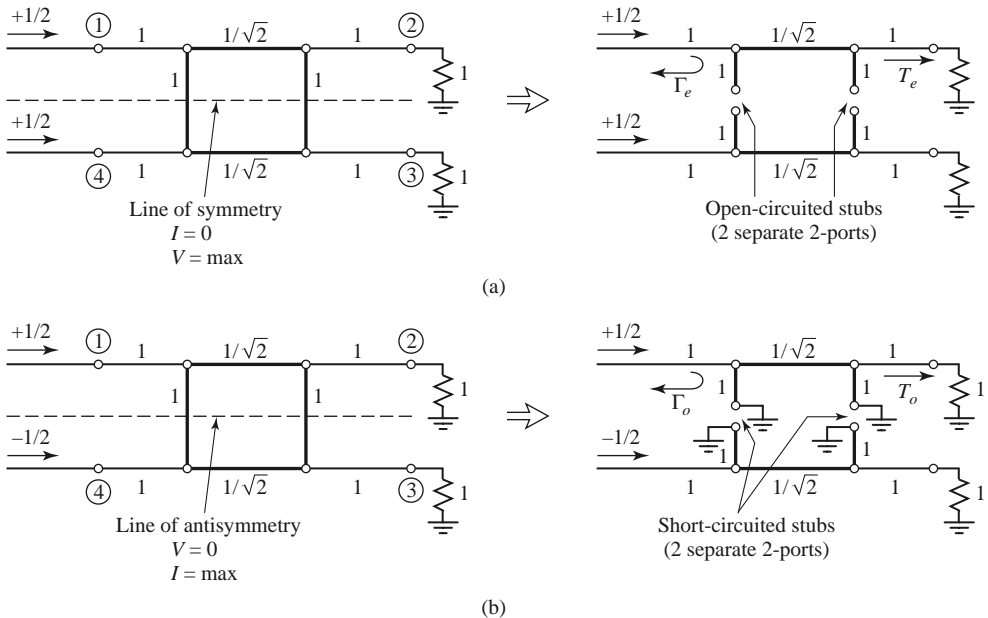 +1/2 ① 1 1/√2 1 ②
1 1 1
+1/2
④ 1 1/√2 1 ③ 1
Line of symmetry
I = 0
V = max
+1/2 1 1/√2 1
Γe 1 1 Te 1
+1/2 1 1
1 1/√2 1 1
Open-circuited stubs
(2 separate 2-ports)
(a)
+1/2 ① 1 1/√2 1 ②
1 1 1
–1/2
④ 1 1/√2 1 ③ 1
Line of antisymmetry
V = 0
I = max
+1/2 1 1/√2 1
Γo 1 1 To 1
–1/2 1 1
1 1/√2 1 1
Short-circuited stubs
(2 separate 2-ports)
(b)